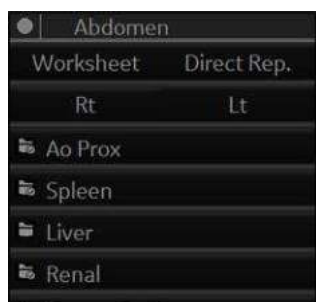 Abdomen
Worksheet Direct Rep.
Rt Lt
Ao Prox
Spleen
Liver
Renal